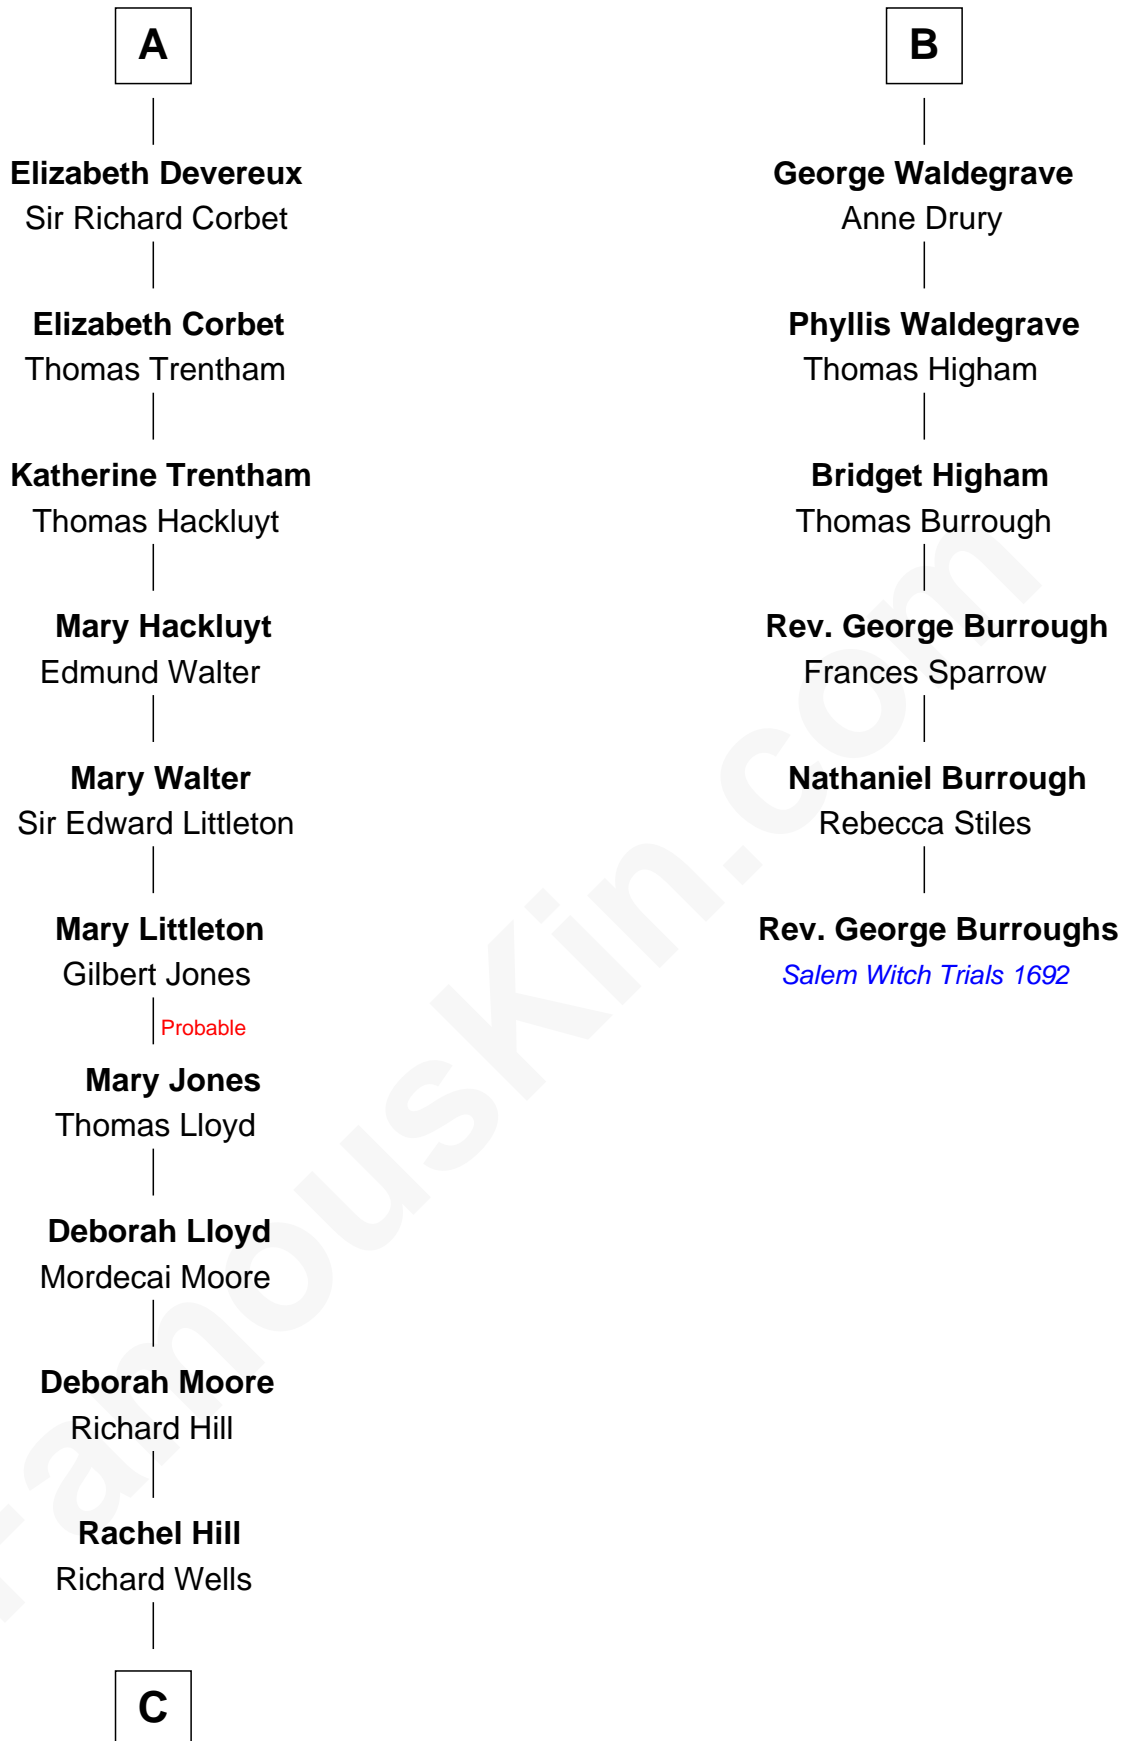 A
Elizabeth Devereux
Sir Richard Corbet
Elizabeth Corbet
Thomas Trentham
Katherine Trentham
Thomas Hackluyt
Mary Hackluyt
Edmund Walter
Mary Walter
Sir Edward Littleton
Mary Littleton
Gilbert Jones
Probable
Mary Jones
Thomas Lloyd
Deborah Lloyd
Mordecai Moore
Deborah Moore
Richard Hill
Rachel Hill
Richard Wells
C
B
George Waldegrave
Anne Drury
Phyllis Waldegrave
Thomas Higham
Bridget Higham
Thomas Burrough
Rev. George Burrough
Frances Sparrow
Nathaniel Burrough
Rebecca Stiles
Rev. George Burroughs
Salem Witch Trials 1692
FamousKin.com